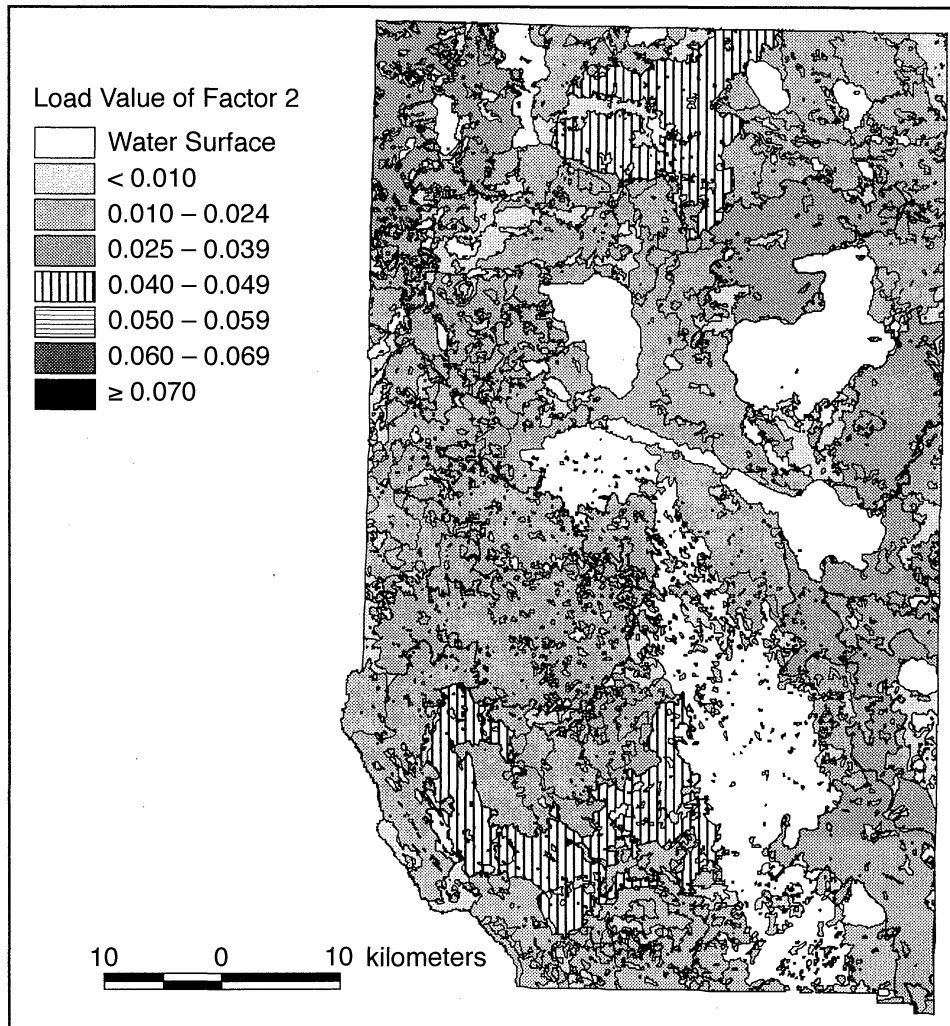 Load Value of Factor 2
Water Surface
< 0.010
0.010 – 0.024
0.025 – 0.039
0.040 – 0.049
0.050 – 0.059
0.060 – 0.069
≥ 0.070
10 0 10 kilometers